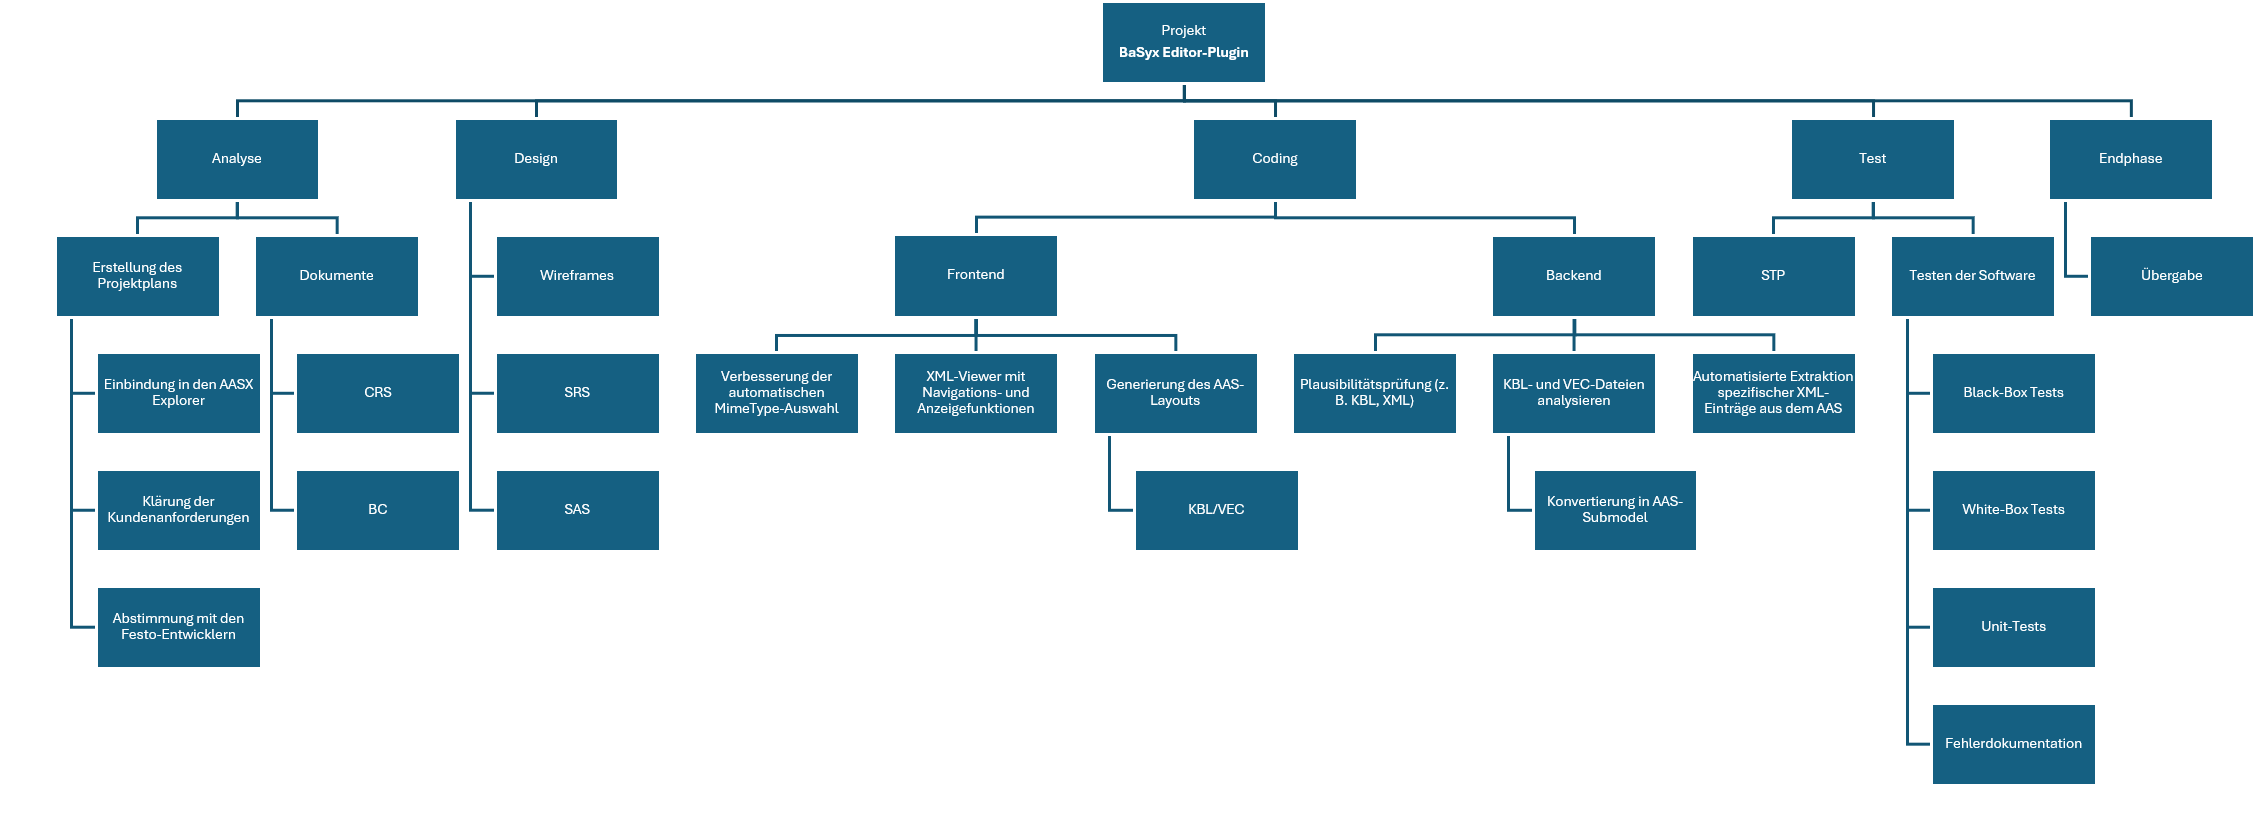 Projekt
BaSyx Editor-Plugin
Analyse
Design
Coding
Test
Endphase
Erstellung des
Projektplans
Dokumente
Wireframes
Frontend
Backend
STP
Testen der Software
Übergabe
Einbindung in den AASX
Explorer
CRS
SRS
Verbesserung der
automatischen
MimeType-Auswahl
XML-Viewer mit
Navigations- und
Anzeigefunktionen
Generierung des AAS-
Layouts
Plausibilitätsprüfung (z.
B. KBL, XML)
KBL- und VEC-Dateien
analysieren
Automatisierte Extraktion
spezifischer XML-
Einträge aus dem AAS
Black-Box Tests
Klärung der
Kundenanforderungen
BC
SAS
KBL/VEC
Konvertierung in AAS-
Submodel
White-Box Tests
Abstimmung mit den
Festo-Entwicklern
Unit-Tests
Fehlerdokumentation